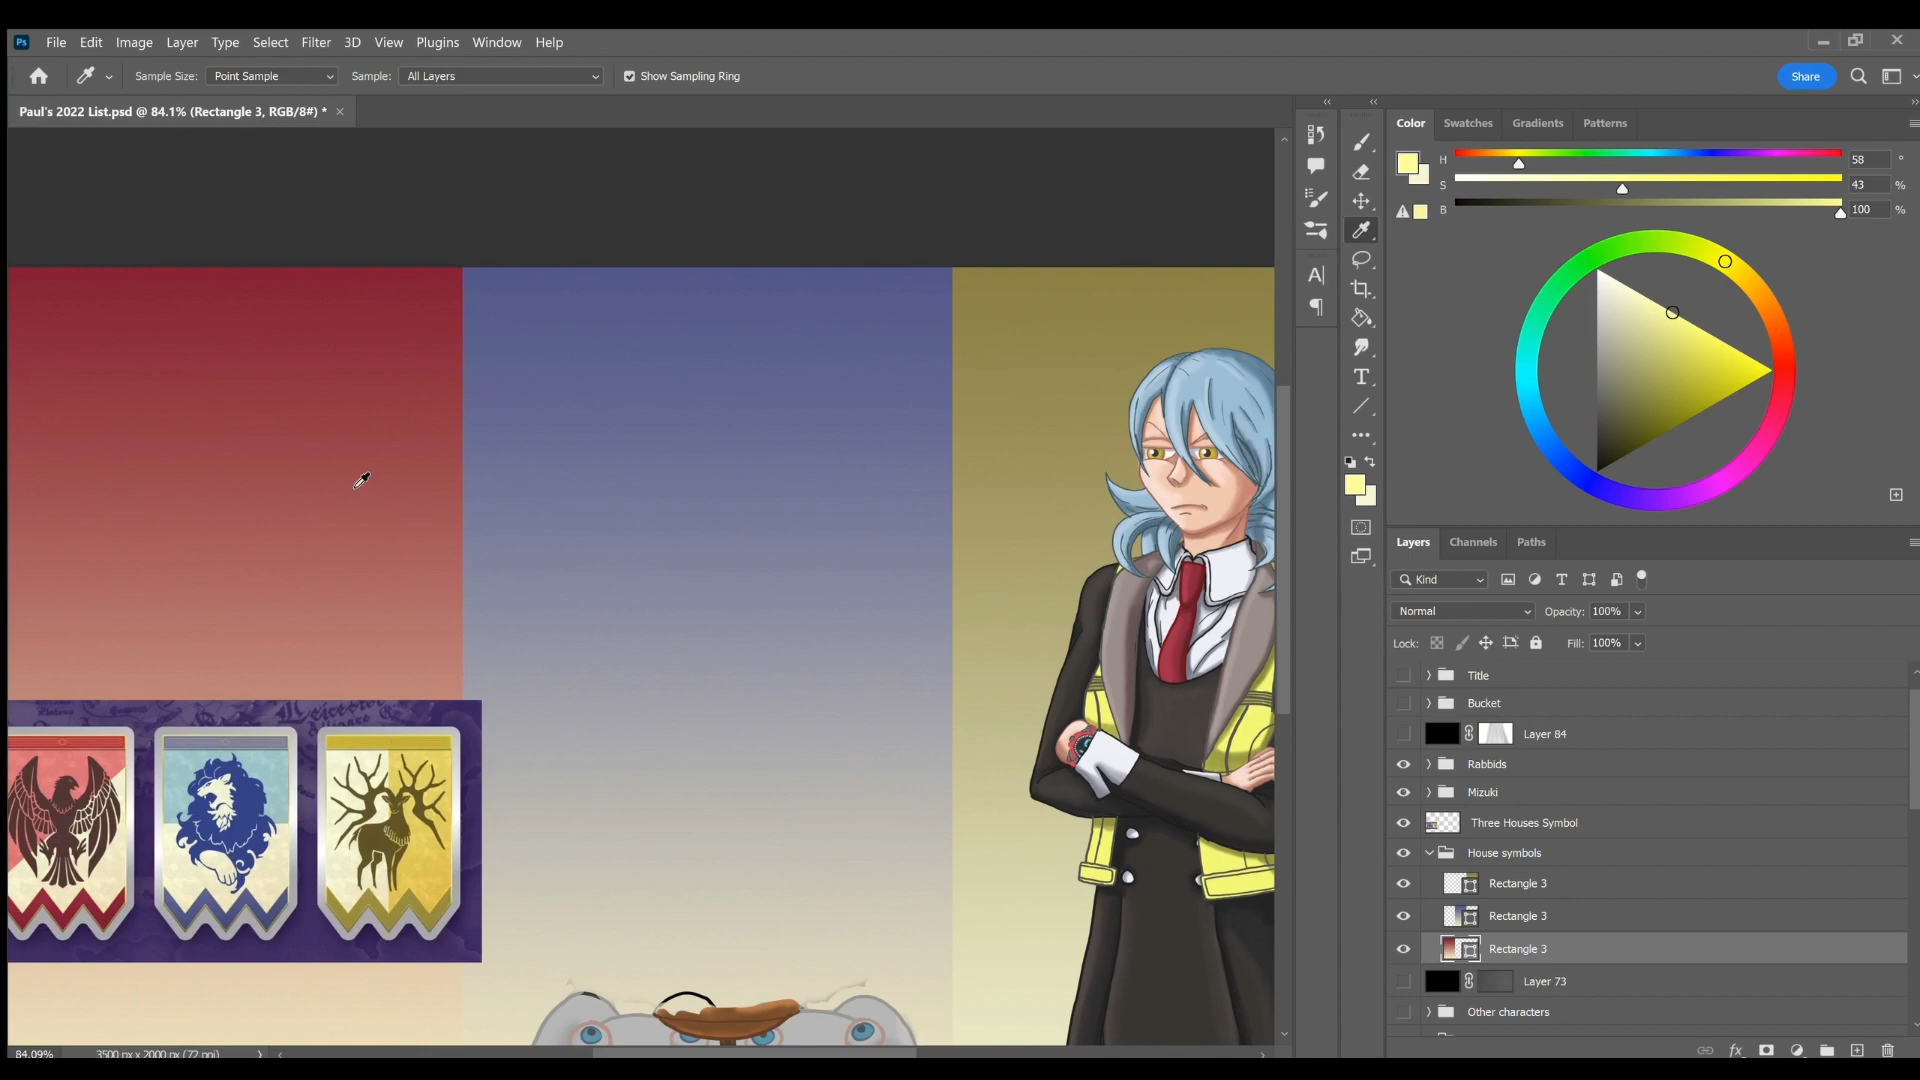 Ps File Edit Image Layer Type Select Filter 3D View Plugins Window Help
Sample Size: Point Sample Sample: All Layers Show Sampling Ring Share
Paul's 2022 List.psd @ 84.1% (Rectangle 3, RGB/8#) *
Color Swatches Gradients Patterns
H 58 °
S 43 %
B 100 %
A
T
Layers Channels Paths
Kind
Normal Opacity: 100%
Lock: Fill: 100%
Title
Bucket
Layer 84
Rabbids
Mizuki
Three Houses Symbol
House symbols
Rectangle 3
Rectangle 3
Rectangle 3
Layer 73
Other characters
84.09% 3500 px x 2000 px (72 ppi)
fx